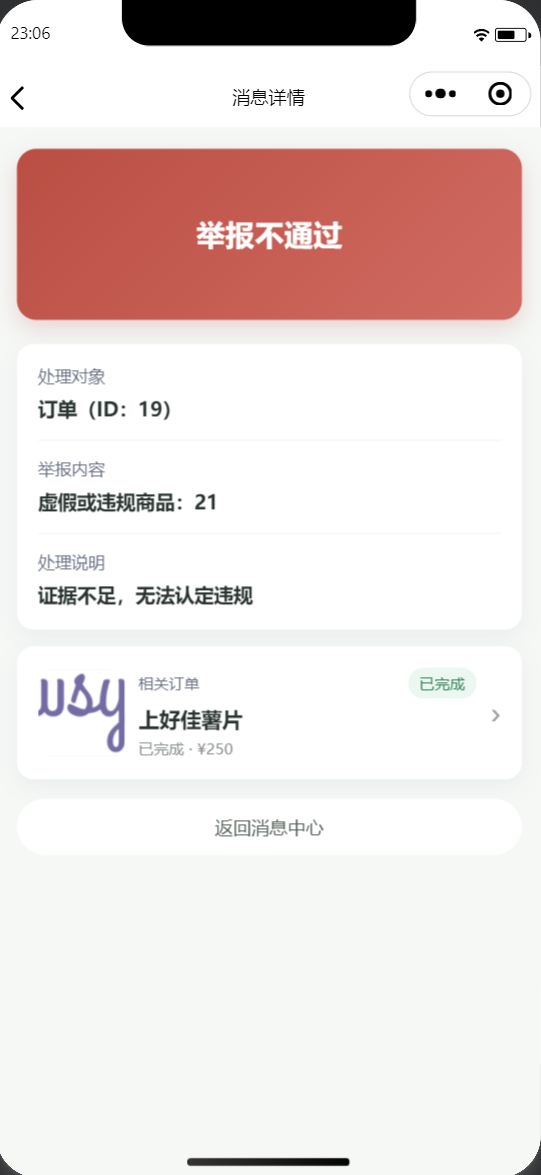 23:06
消息详情
举报不通过
处理对象
订单（ID：19）
举报内容
虚假或违规商品：21
处理说明
证据不足，无法认定违规
usy
相关订单
已完成
上好佳薯片
已完成 · ¥250
返回消息中心